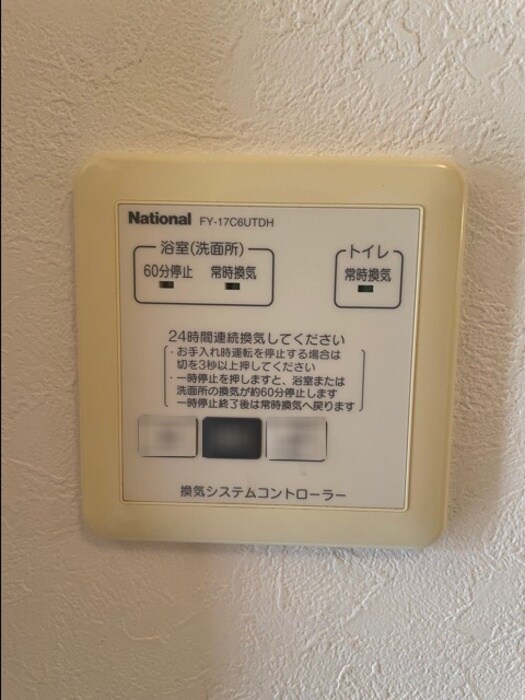 National FY-17C6UTDH
浴室(洗面所)
60分停止 常時換気
トイレ
常時換気
24時間連続換気してください
・お手入れ時運転を停止する場合は
切を3秒以上押してください
・一時停止を押しますと、浴室または
洗面所の換気が約60分停止します
一時停止終了後は常時換気へ戻ります
換気システムコントローラー